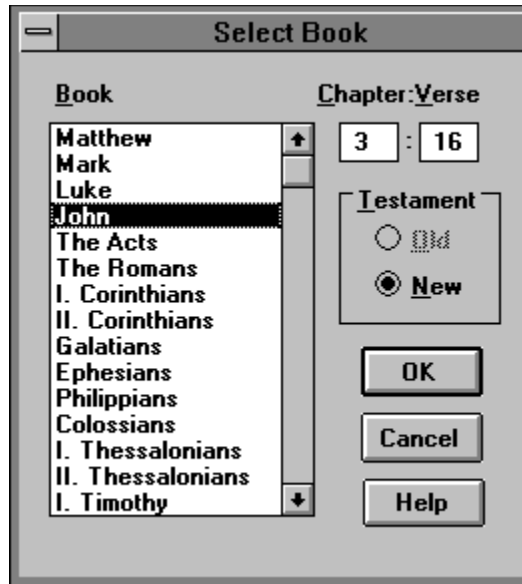 Select Book
Book
Chapter:Verse
Matthew
Mark
Luke
John
The Acts
The Romans
I. Corinthians
II. Corinthians
Galatians
Ephesians
Philippians
Colossians
I. Thessalonians
II. Thessalonians
I. Timothy
3 : 16
Testament
Old
New
OK
Cancel
Help